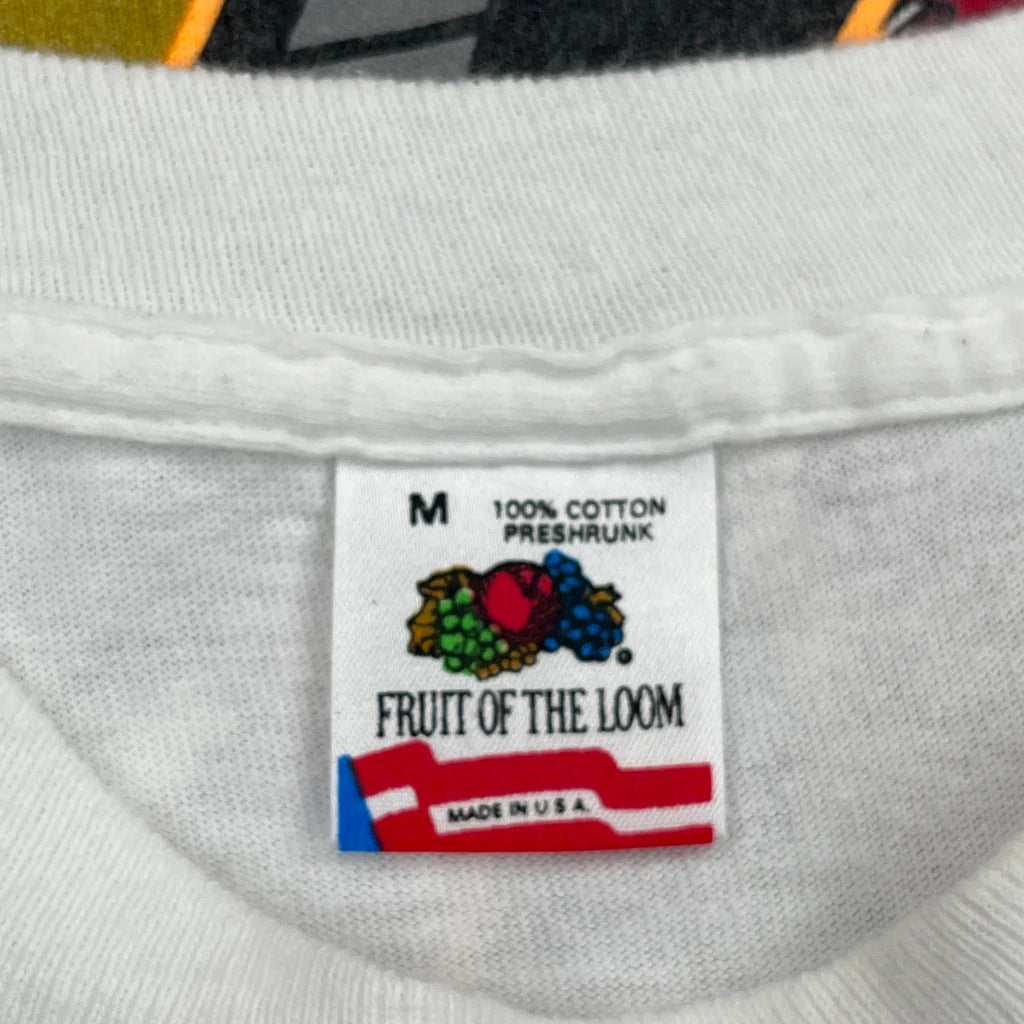 M 100% COTTON
PRESHRUNK
FRUIT OF THE LOOM
MADE IN U S A.